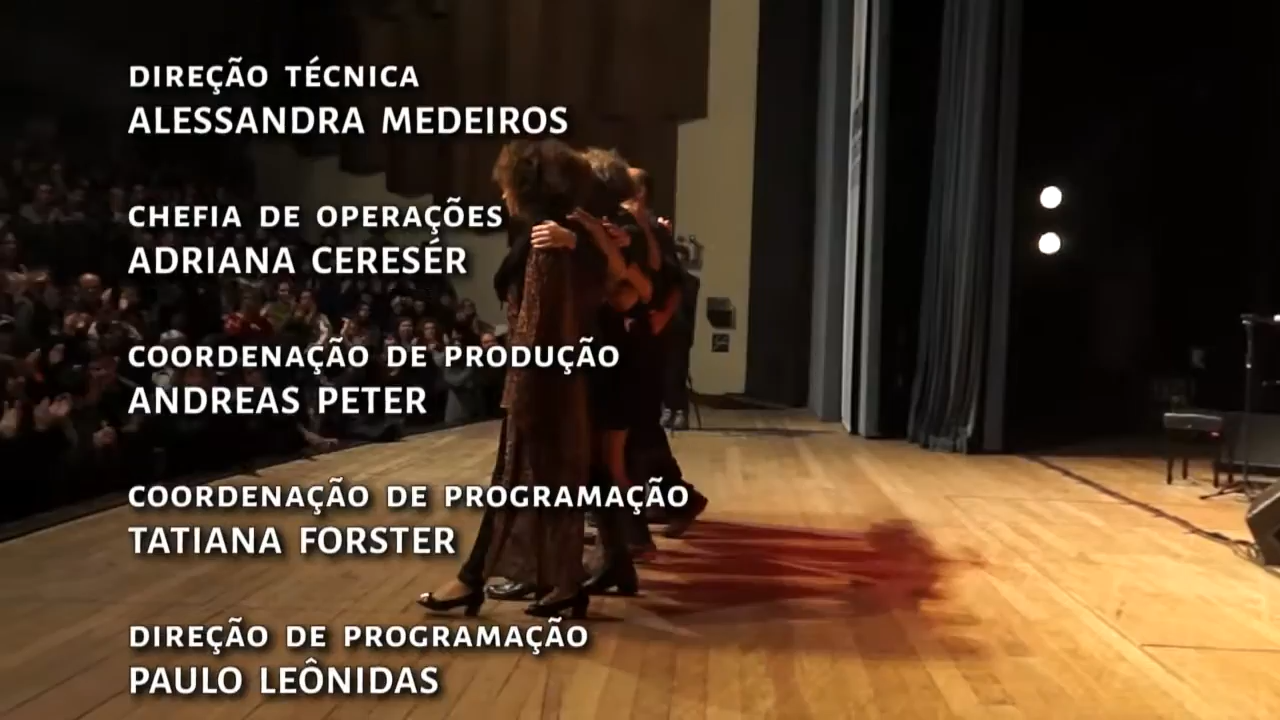 DIREÇÃO TÉCNICA
ALESSANDRA MEDEIROS
CHEFIA DE OPERAÇÕES
ADRIANA CERESÉR
COORDENAÇÃO DE PRODUÇÃO
ANDREAS PETER
COORDENAÇÃO DE PROGRAMAÇÃO
TATIANA FORSTER
DIREÇÃO DE PROGRAMAÇÃO
PAULO LEÔNIDAS